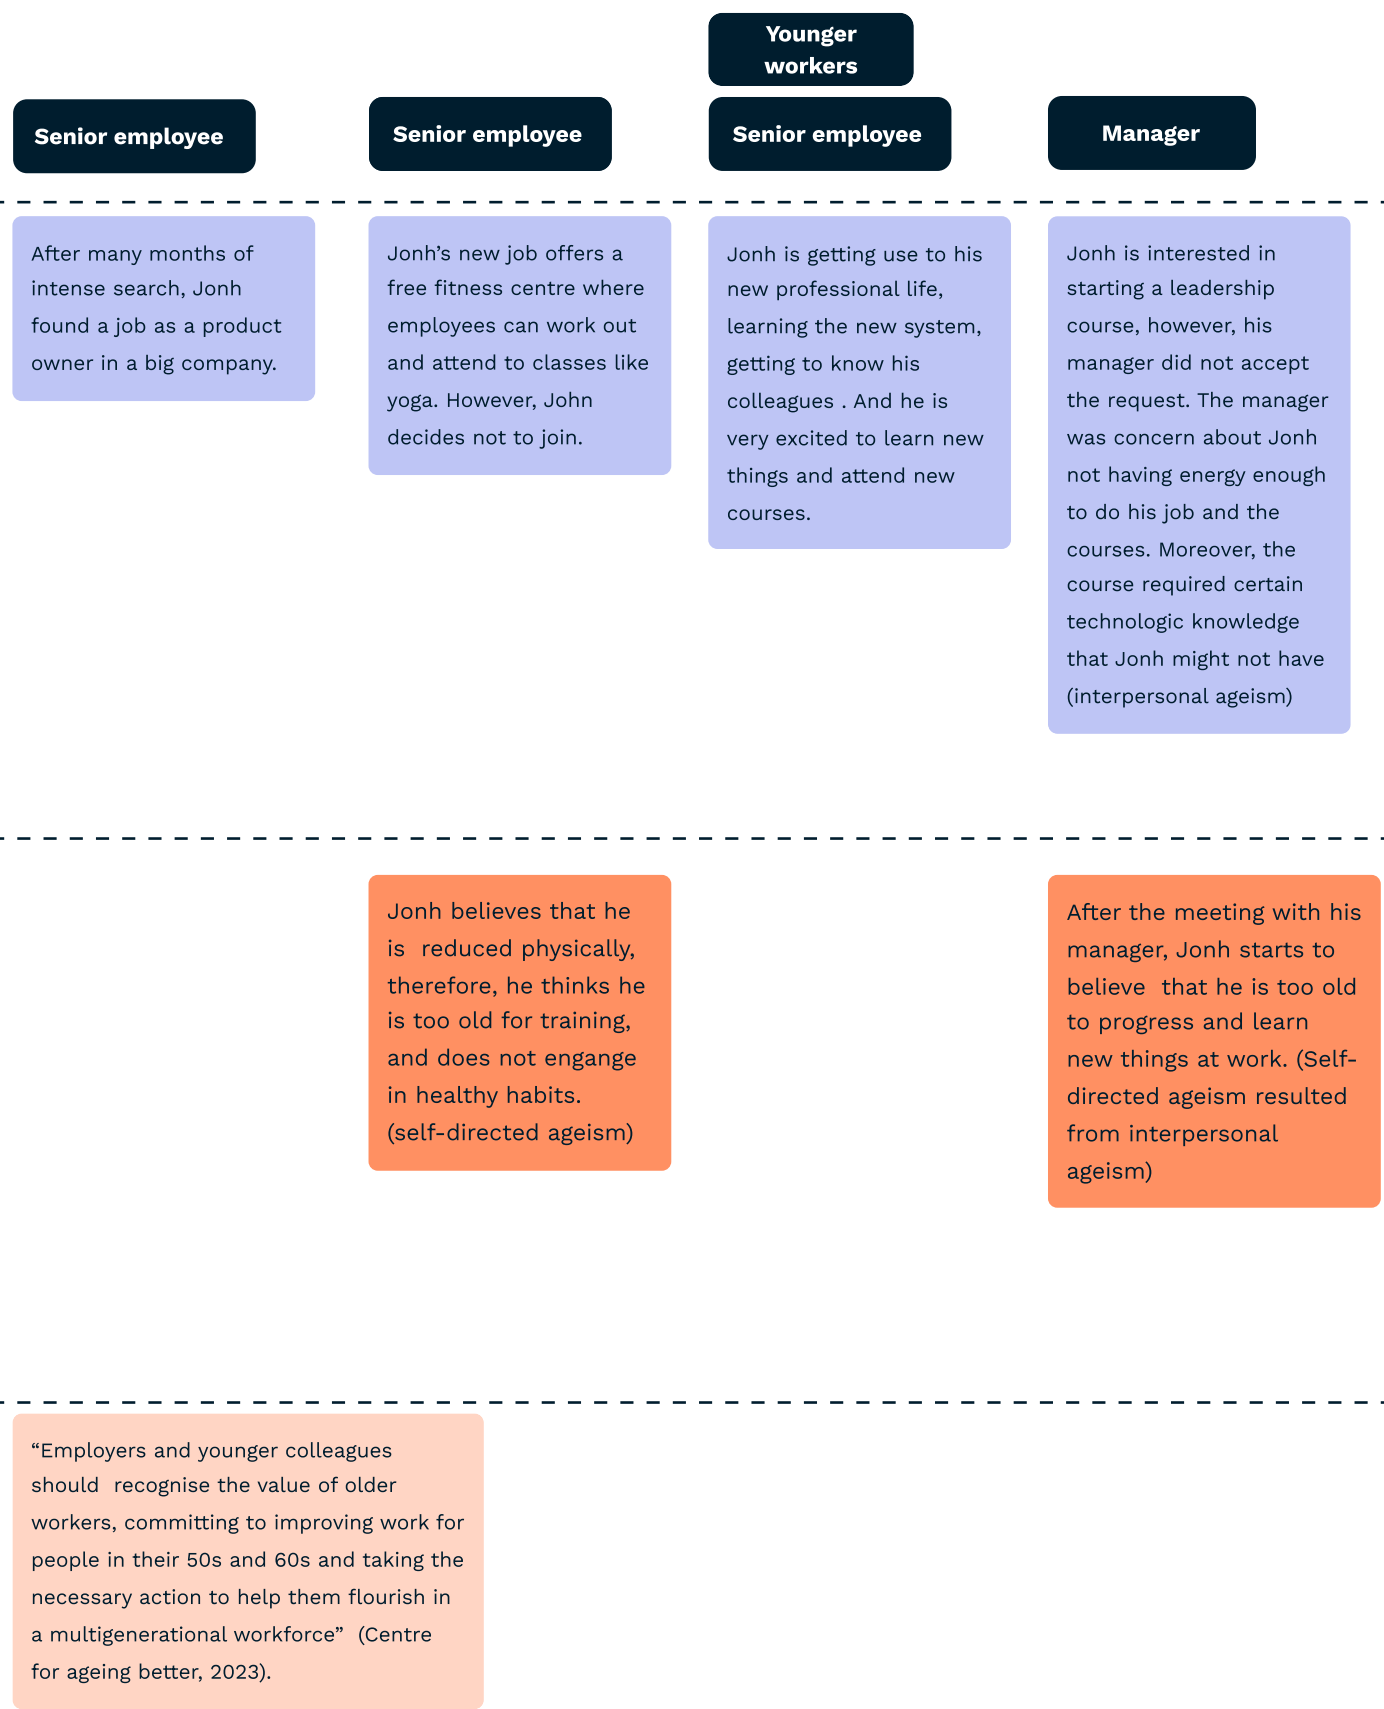 Younger
workers
Senior employee
Senior employee
Senior employee
Manager
After many months of
intense search, Jonh
found a job as a product
owner in a big company.
Jonh’s new job offers a
free fitness centre where
employees can work out
and attend to classes like
yoga. However, John
decides not to join.
Jonh is getting use to his
new professional life,
learning the new system,
getting to know his
colleagues . And he is
very excited to learn new
things and attend new
courses.
Jonh is interested in
starting a leadership
course, however, his
manager did not accept
the request. The manager
was concern about Jonh
not having energy enough
to do his job and the
courses. Moreover, the
course required certain
technologic knowledge
that Jonh might not have
(interpersonal ageism)
Jonh believes that he
is  reduced physically,
therefore, he thinks he
is too old for training,
and does not engange
in healthy habits.
(self-directed ageism)
After the meeting with his
manager, Jonh starts to
believe  that he is too old
to progress and learn
new things at work. (Self-
directed ageism resulted
from interpersonal
ageism)
“Employers and younger colleagues
should  recognise the value of older
workers, committing to improving work for
people in their 50s and 60s and taking the
necessary action to help them flourish in
a multigenerational workforce”  (Centre
for ageing better, 2023).